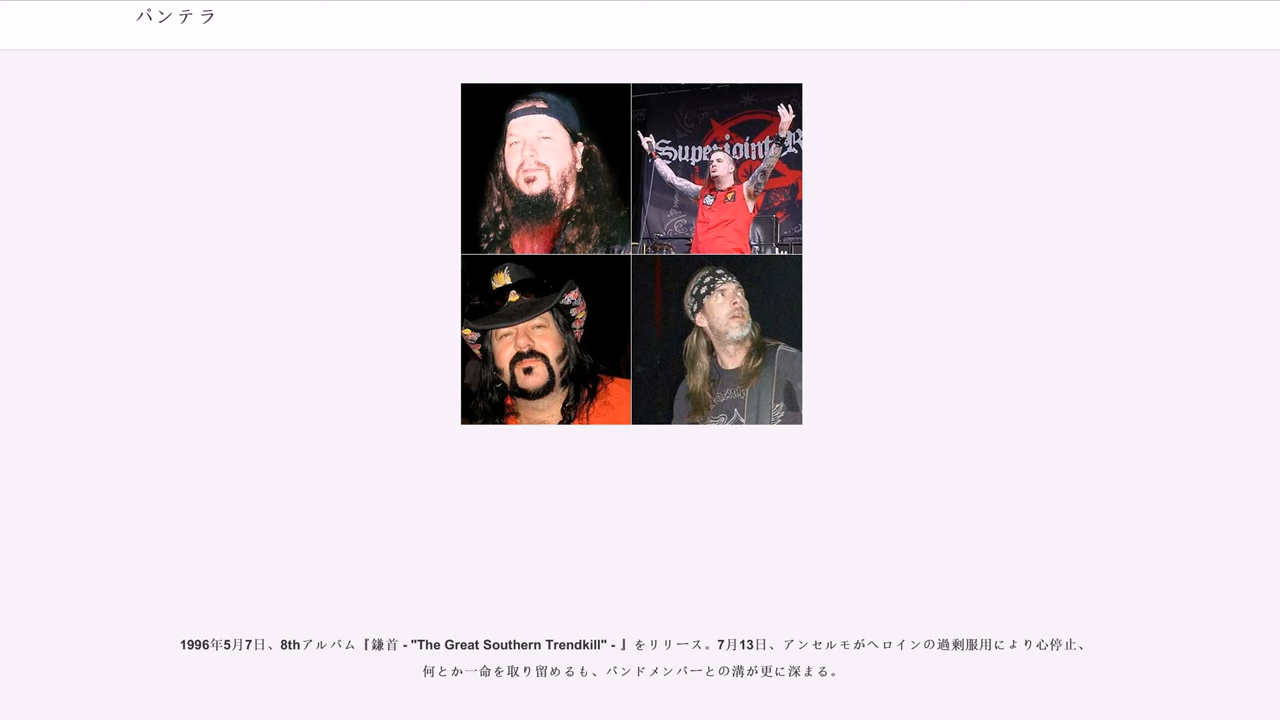 パンテラ
Superjoint R
1996年5月7日、8thアルバム『鎌首 - "The Great Southern Trendkill" - 』をリリース。7月13日、アンセルモがヘロインの過剰服用により心停止、
何とか一命を取り留めるも、バンドメンバーとの溝が更に深まる。